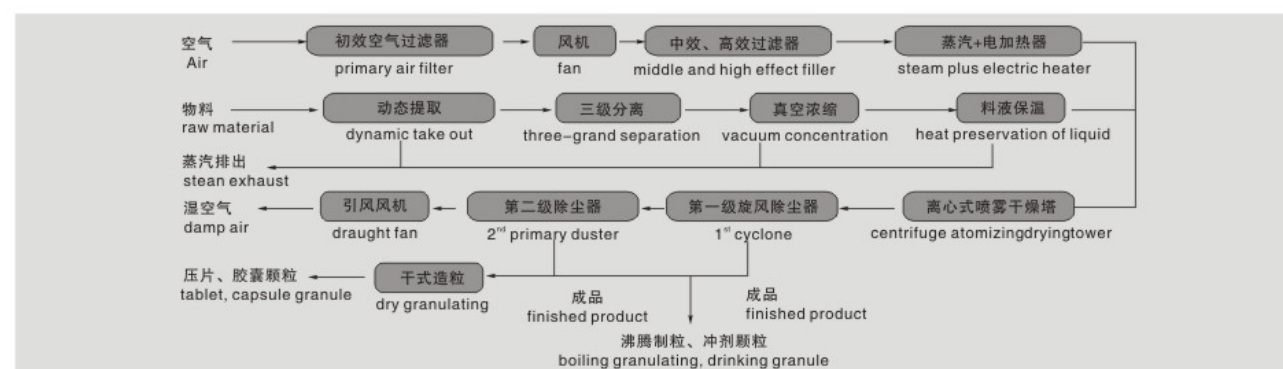 空气
Air
初效空气过滤器
primary air filter
风机
fan
中效、高效过滤器
middle and high effect filler
蒸汽+电加热器
steam plus electric heater
物料
raw material
动态提取
dynamic take out
三级分离
three-grand separation
真空浓缩
vacuum concentration
料液保温
heat preservation of liquid
蒸汽排出
stean exhaust
湿空气
damp air
引风风机
draught fan
第二级除尘器
2nd primary duster
第一级旋风除尘器
1st cyclone
离心式喷雾干燥塔
centrifuge atomizingdryingtower
压片、胶囊颗粒
tablet, capsule granule
干式造粒
dry granulating
成品
finished product
成品
finished product
沸腾制粒、冲剂颗粒
boiling granulating, drinking granule